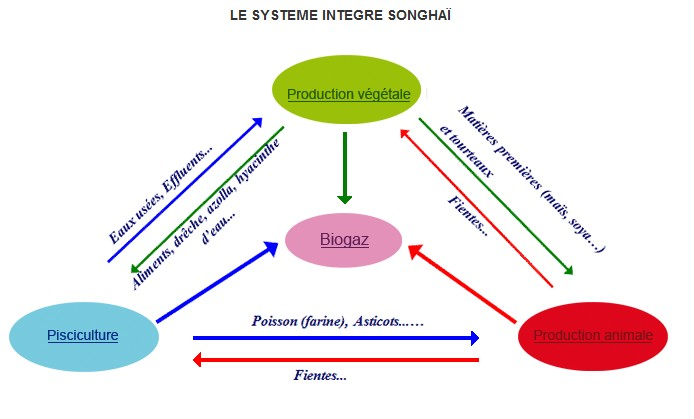 LE SYSTEME INTEGRE SONGHAÏ
Production végétale
Eaux usées, Effluents...
Aliments, drêche, azolla, hyacinthe
d'eau...
Matières premières (maïs, soya…)
et tourteaux
Fientes...
Biogaz
Pisciculture
Poisson (farine), Asticots...…
Production animale
Fientes...